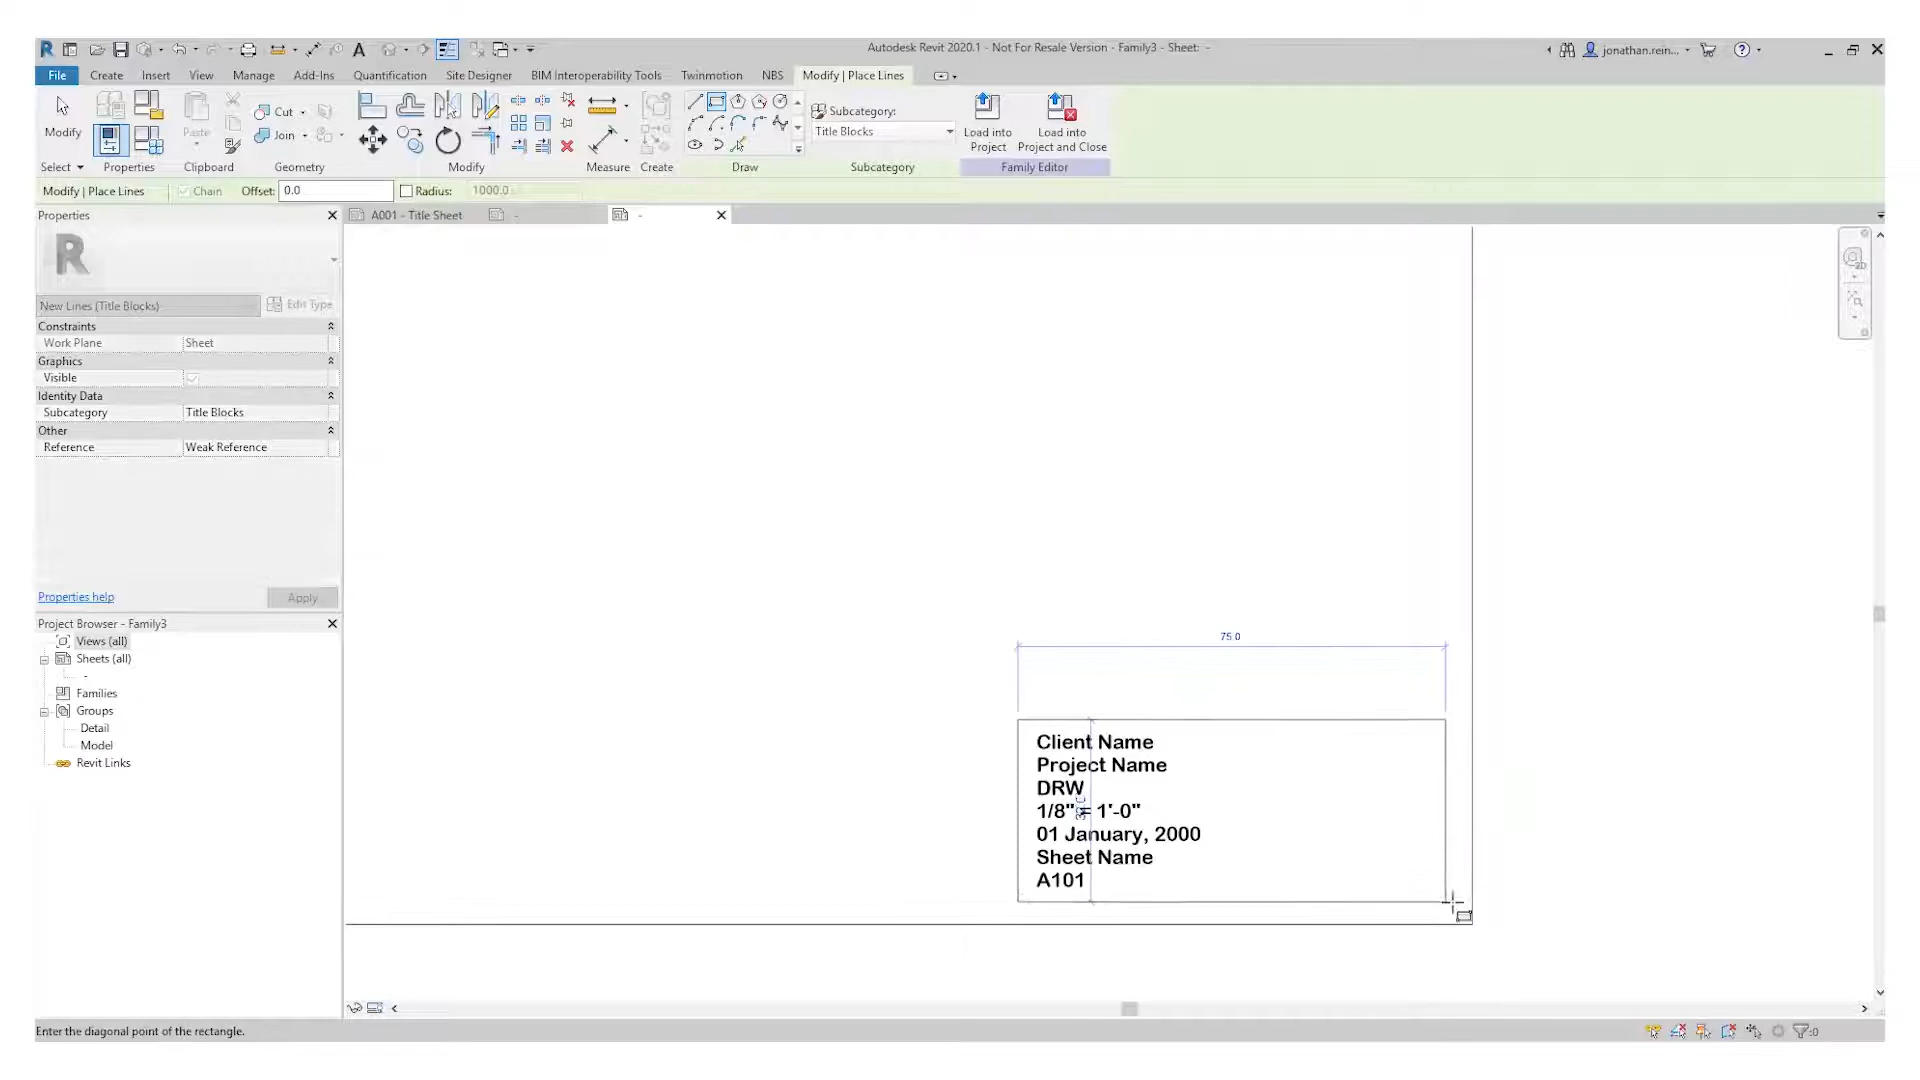 Autodesk Revit 2020.1 - Not For Resale Version - Family3 - Sheet: -
jonathan.rein...
File Create Insert View Manage Add-Ins Quantification Site Designer BIM Interoperability Tools Twinmotion NBS Modify | Place Lines
Modify
Paste
Cut
Join
Subcategory:
Title Blocks
Load into Project
Load into Project and Close
Select Properties Clipboard Geometry Modify Measure Create Draw Subcategory Family Editor
Modify | Place Lines Chain Offset: 0.0 Radius: 1000.0
Properties
A001 - Title Sheet
-
-
R
New Lines (Title Blocks) Edit Type
Constraints
Work Plane Sheet
Graphics
Visible
Identity Data
Subcategory Title Blocks
Other
Reference Weak Reference
Properties help Apply
Project Browser - Family3
Views (all)
Sheets (all)
-
Families
Groups
Detail
Model
Revit Links
75.0
Client Name
Project Name
DRW
1/8" = 1'-0"
01 January, 2000
Sheet Name
A101
2D
Enter the diagonal point of the rectangle.
:0